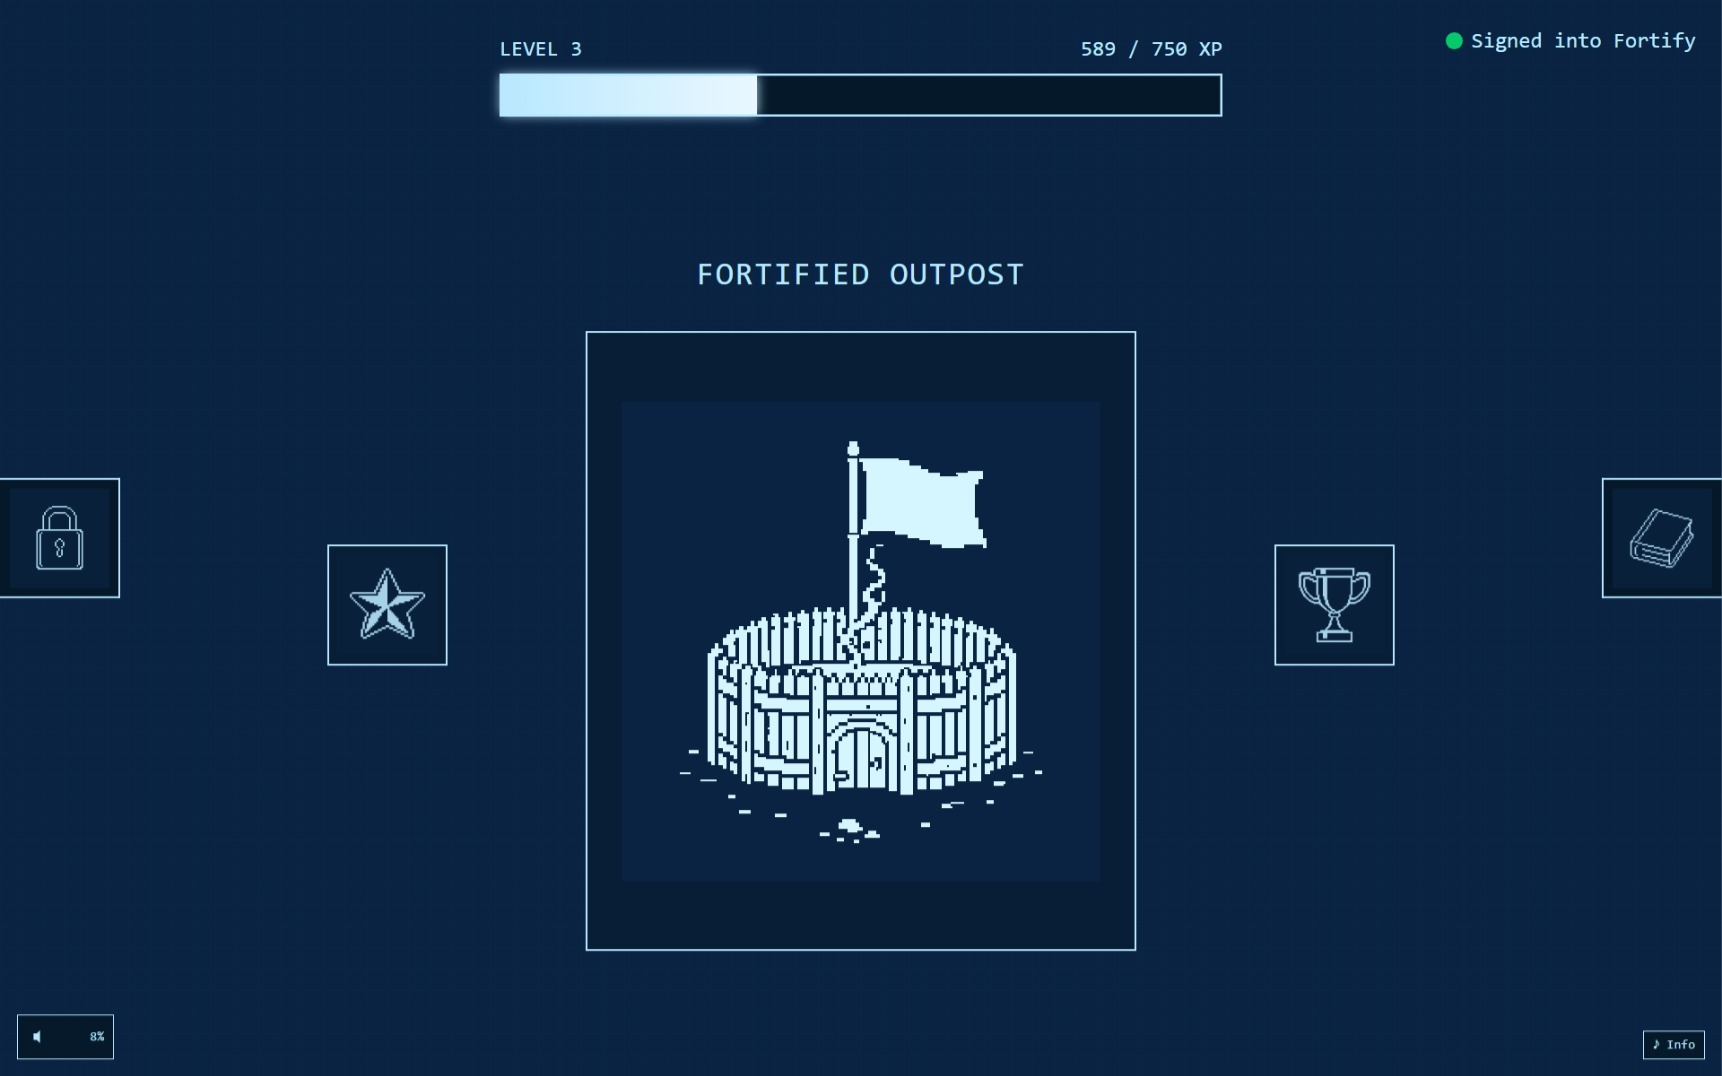 LEVEL 3
589 / 750 XP
Signed into Fortify
FORTIFIED OUTPOST
8%
♪ Info